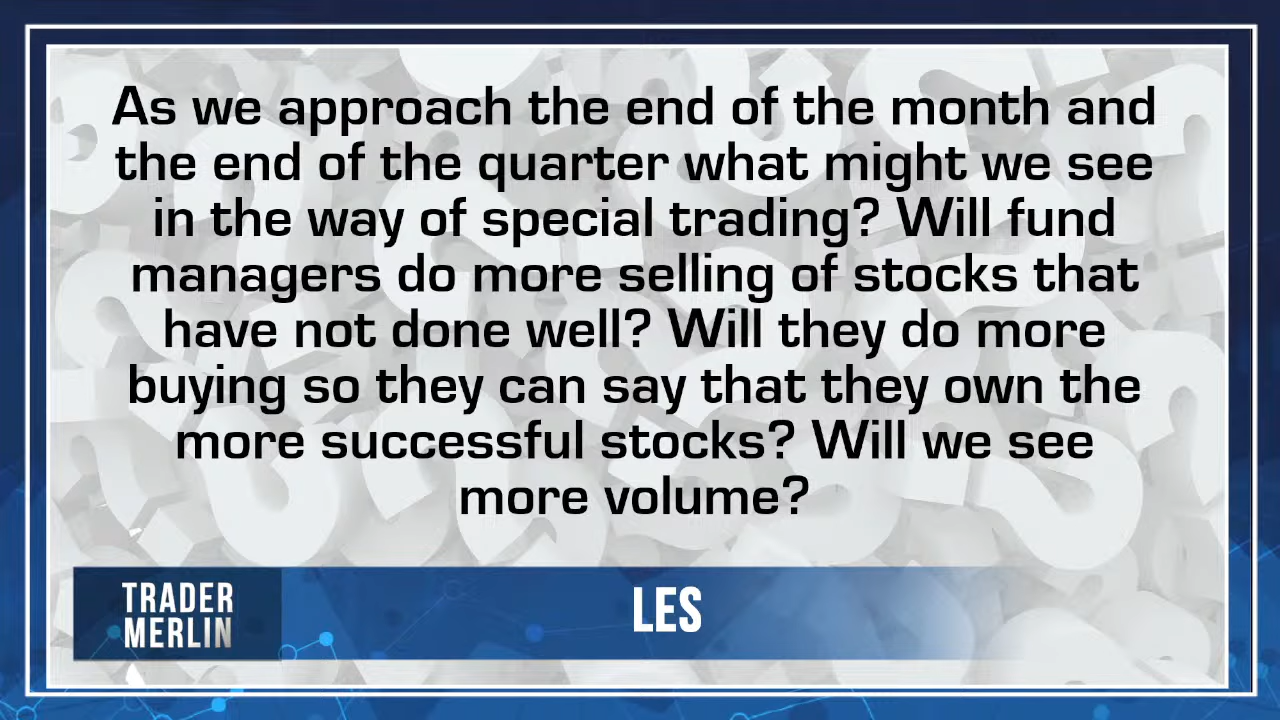 As we approach the end of the month and
the end of the quarter what might we see
in the way of special trading? Will fund
managers do more selling of stocks that
have not done well? Will they do more
buying so they can say that they own the
more successful stocks? Will we see
more volume?
TRADER
MERLIN
LES